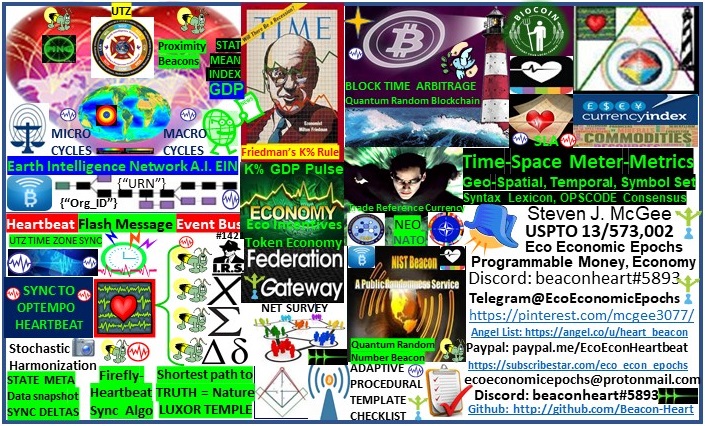 UTZ
Proximity
Beacons
STAT
MEAN
INDEX
GDP
MICRO
CYCLES
MACRO
CYCLES
Earth Intelligence Network A.I. EIN
{"URN"}
{"Org_ID"}
Heartbeat Flash Message Event Bus
UTZ TIME ZONE SYNC
#142
I.R.S.
SYNC TO
OPTEMPO
HEARTBEAT
Χ
Σ
Δ δ
Stochastic
Harmonization
STATE META
Data snapshot
SYNC DELTAS
Firefly-
Heartbeat
Sync Algo
Shortest path to
TRUTH = Nature
LUXOR TEMPLE
TIME
Economist
Milton Friedman
Friedman's K% Rule
K% GDP Pulse
ECONOMY
Eco Incentives
Token Economy
Federation
Gateway
NET SURVEY
BLOCK TIME ARBITRAGE
Quantum Random Blockchain
BIOCOIN
SLA
£ $ € ¥
currencyindex
COMMODITIES
Trade Reference Currency
NEO
NATO
NIST Beacon
A Public Randomness Service
Quantum Random
Number Beacon
ADAPTIVE
PROCEDURAL
TEMPLATE
CHECKLIST
Time-Space Meter-Metrics
Geo-Spatial, Temporal, Symbol Set
Syntax Lexicon, OPSCODE Consensus
Steven J. McGee
USPTO 13/573,002
Eco Economic Epochs
Programmable Money, Economy
Discord: beaconheart#5893
Telegram@EcoEconomicEpochs
https://pinterest.com/mcgee3077/
Angel List: https://angel.co/u/heart_beacon
Paypal: paypal.me/EcoEconHeartbeat
https://subscribestar.com/eco_econ_epochs
ecoeconomicepochs@protonmail.com
Discord: beaconheart#5893
Github: http://github.com/Beacon-Heart